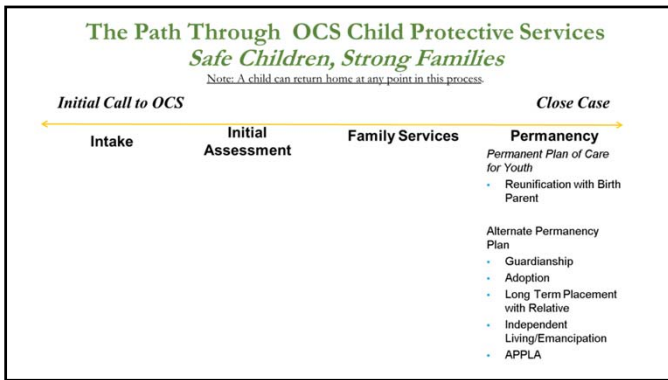 The Path Through OCS Child Protective Services
Safe Children, Strong Families
Note: A child can return home at any point in this process.
Initial Call to OCS
Close Case
Intake
Initial
Assessment
Family Services
Permanency
Permanent Plan of Care
for Youth
• Reunification with Birth
Parent
Alternate Permanency
Plan
• Guardianship
• Adoption
• Long Term Placement
with Relative
• Independent
Living/Emancipation
• APPLA